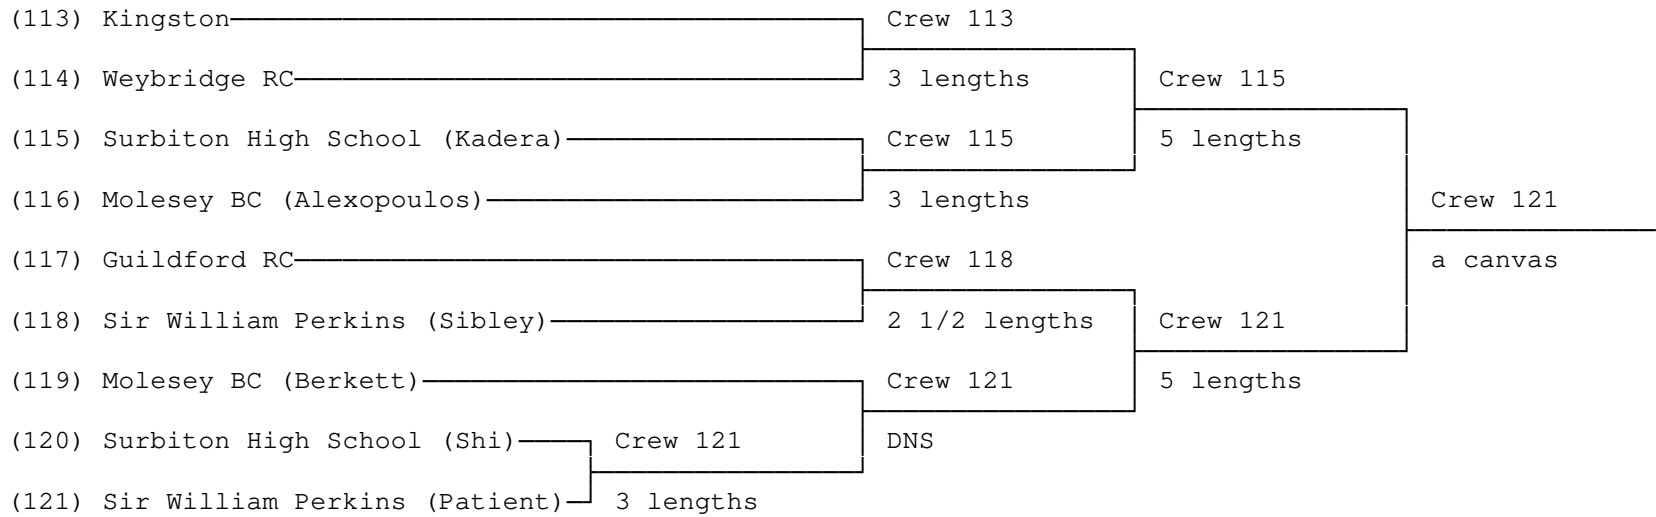 (113) Kingston Crew 113
(114) Weybridge RC 3 lengths Crew 115
(115) Surbiton High School (Kadera) Crew 115 5 lengths
(116) Molesey BC (Alexopoulos) 3 lengths Crew 121
(117) Guildford RC Crew 118 a canvas
(118) Sir William Perkins (Sibley) 2 1/2 lengths Crew 121
(119) Molesey BC (Berkett) Crew 121 5 lengths
(120) Surbiton High School (Shi) Crew 121 DNS
(121) Sir William Perkins (Patient) 3 lengths